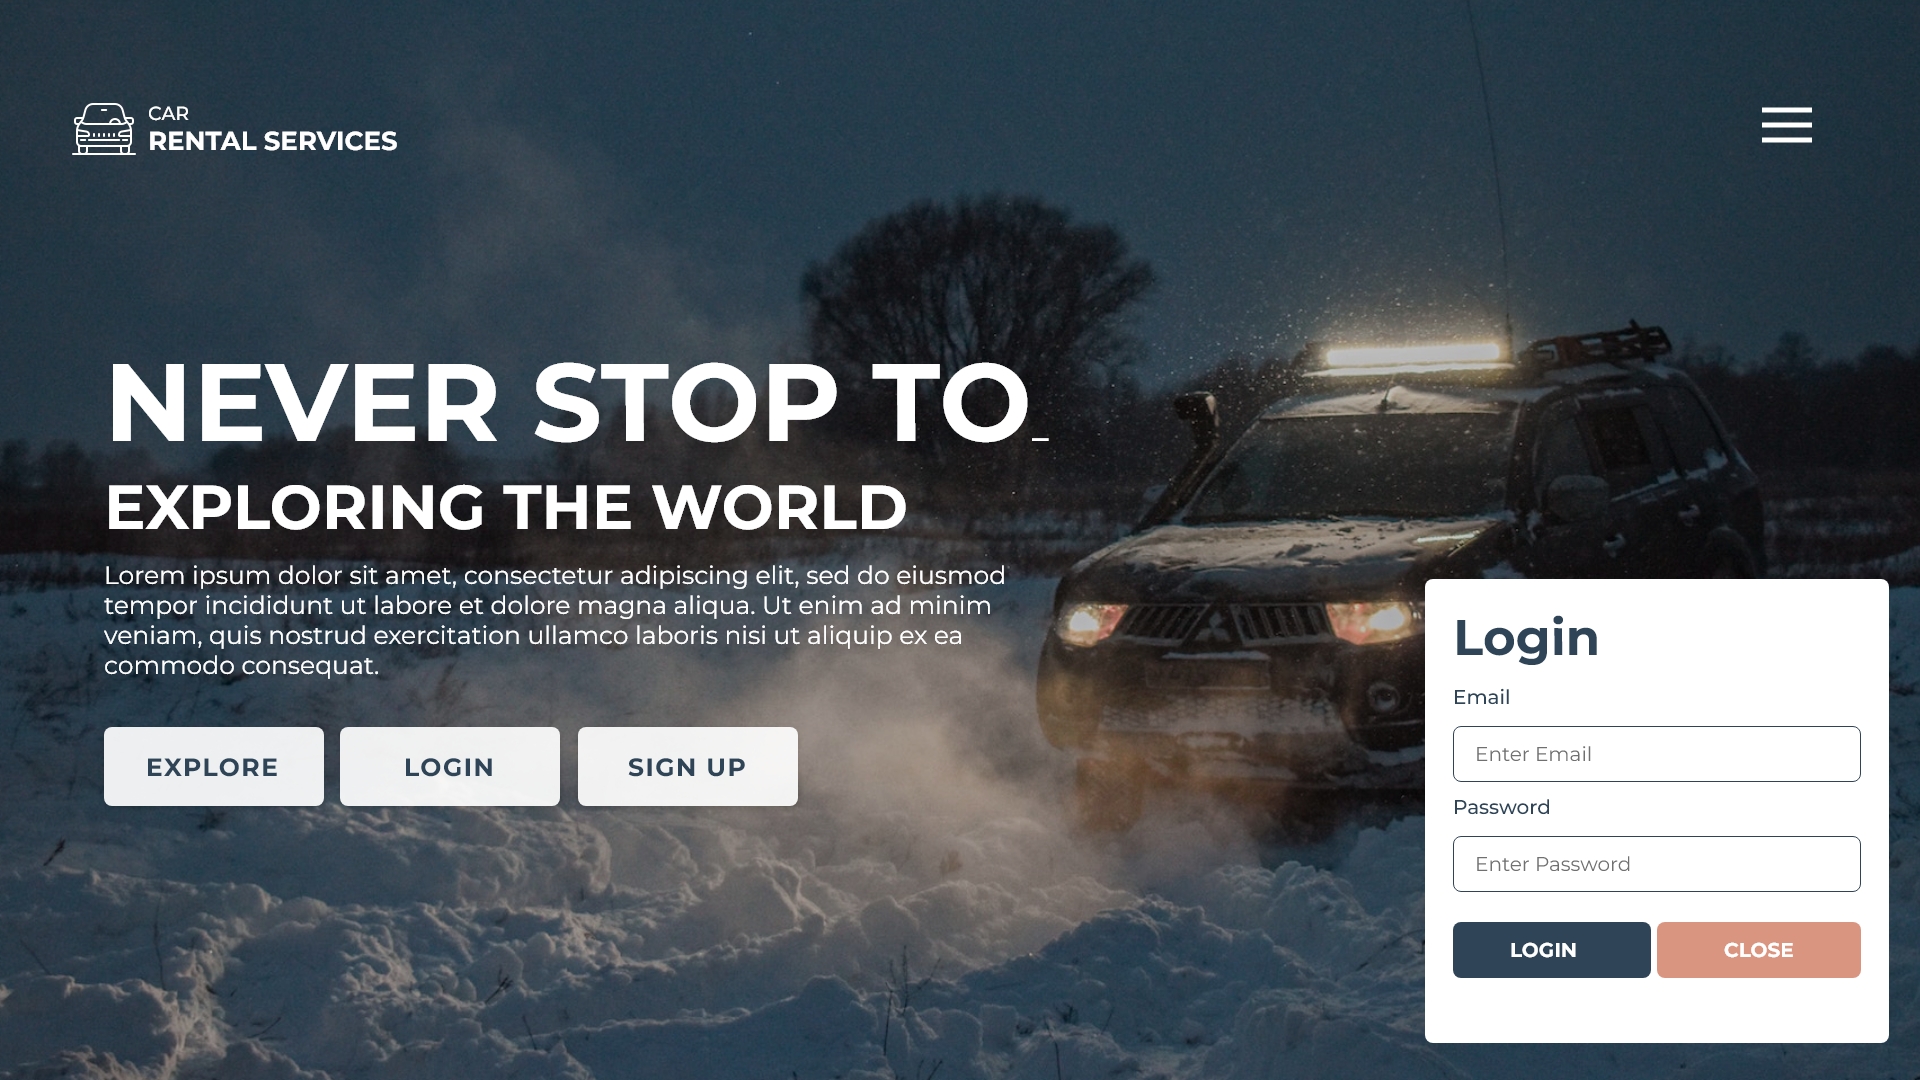 CAR
RENTAL SERVICES
NEVER STOP TO_
EXPLORING THE WORLD
Lorem ipsum dolor sit amet, consectetur adipiscing elit, sed do eiusmod
tempor incididunt ut labore et dolore magna aliqua. Ut enim ad minim
veniam, quis nostrud exercitation ullamco laboris nisi ut aliquip ex ea
commodo consequat.
EXPLORE
LOGIN
SIGN UP
Login
Email
Enter Email
Password
Enter Password
LOGIN
CLOSE